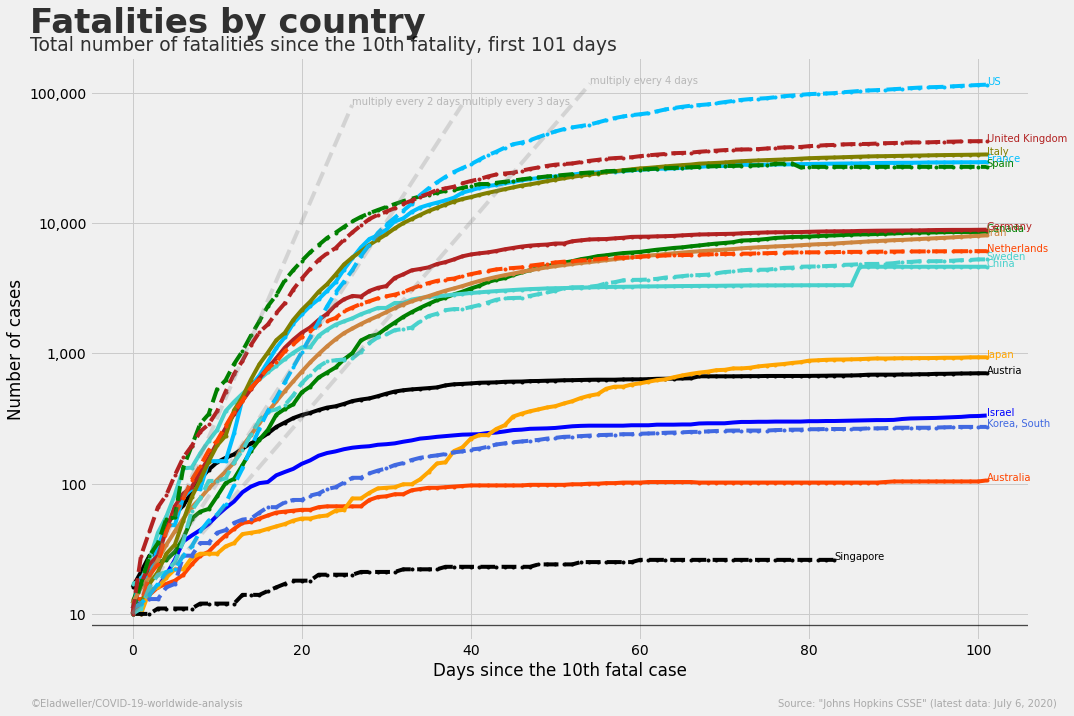 Fatalities by country
Total number of fatalities since the 10th fatality, first 101 days
multiply every 2 days
multiply every 3 days
multiply every 4 days
US
United Kingdom
Italy
France
Spain
Germany
Canada
Iran
Netherlands
Sweden
China
Japan
Austria
Israel
Korea, South
Australia
Singapore
Number of cases
100,000
10,000
1,000
100
10
0
20
40
60
80
100
Days since the 10th fatal case
©Eladweller/COVID-19-worldwide-analysis
Source: "Johns Hopkins CSSE" (latest data: July 6, 2020)